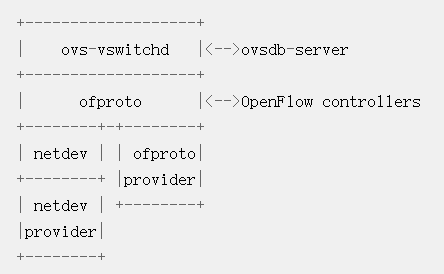 +-------------------+
|    ovs-vswitchd   |<-->ovsdb-server
+-------------------+
|      ofproto      |<-->OpenFlow controllers
+--------+-+--------+
| netdev | | ofproto|
+--------+ |provider|
| netdev | +--------+
|provider|
+--------+